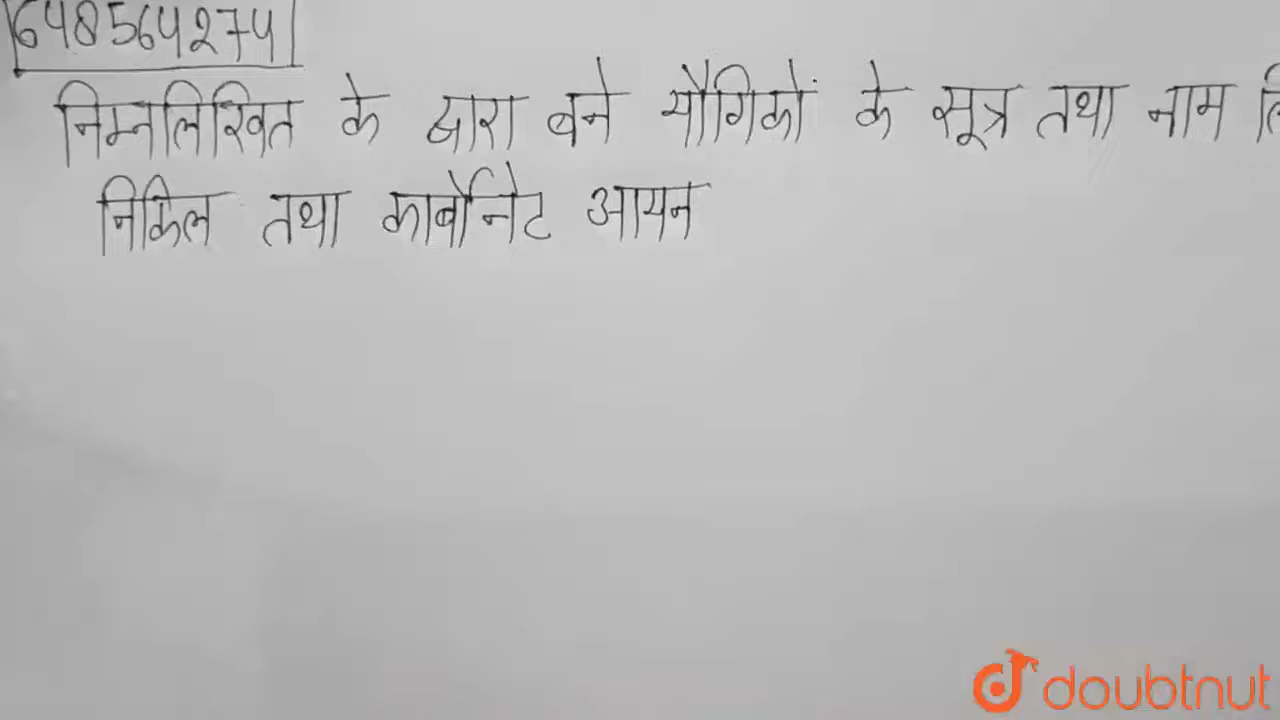 648564274
निम्नलिखित के द्वारा बने यौगिकों के सूत्र तथा नाम
निकिल तथा कार्बोनेट आयन
doubtnut